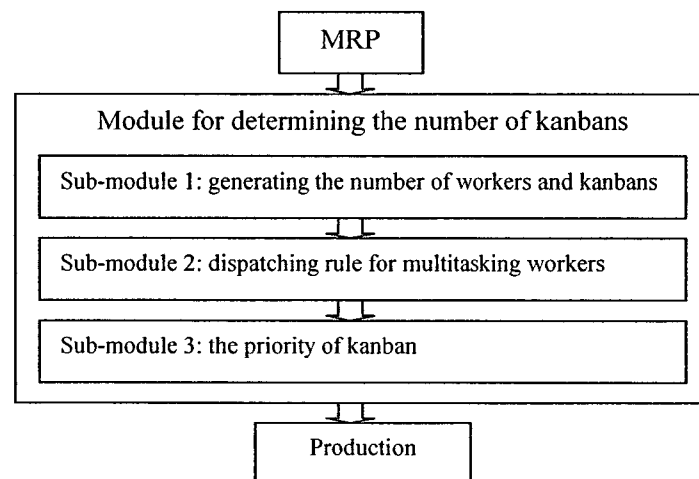 MRP
Module for determining the number of kanbans
Sub-module 1: generating the number of workers and kanbans
Sub-module 2: dispatching rule for multitasking workers
Sub-module 3: the priority of kanban
Production